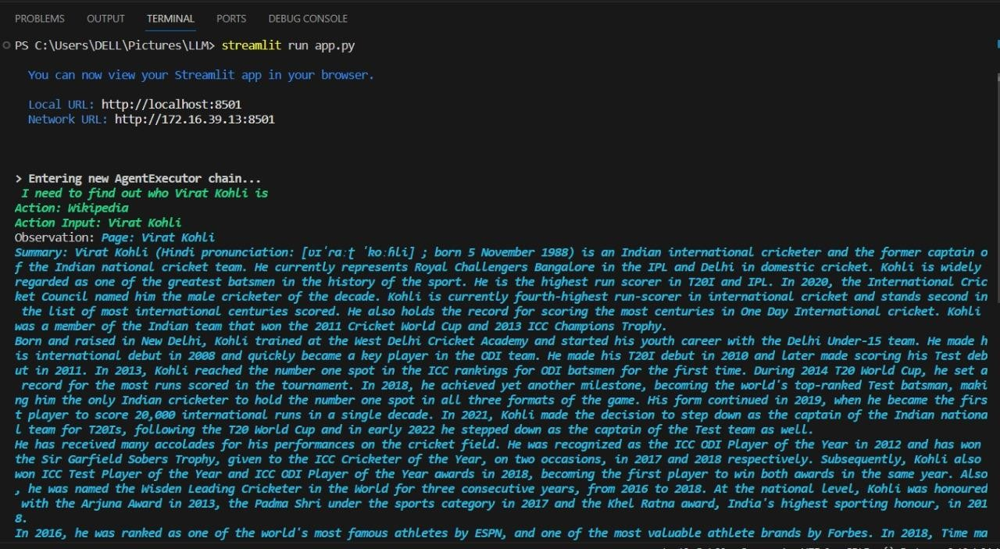 PROBLEMS OUTPUT TERMINAL PORTS DEBUG CONSOLE
PS C:\Users\DELL\Pictures\LLM> streamlit run app.py
You can now view your Streamlit app in your browser.
Local URL: http://localhost:8501
Network URL: http://172.16.39.13:8501
> Entering new AgentExecutor chain...
I need to find out who Virat Kohli is
Action: Wikipedia
Action Input: Virat Kohli
Observation: Page: Virat Kohli
Summary: Virat Kohli (Hindi pronunciation: [ʋɪˈraːʈ ˈkoːɦli] ; born 5 November 1988) is an Indian international cricketer and the former captain o
f the Indian national cricket team. He currently represents Royal Challengers Bangalore in the IPL and Delhi in domestic cricket. Kohli is widely
regarded as one of the greatest batsmen in the history of the sport. He is the highest run scorer in T20I and IPL. In 2020, the International Cric
ket Council named him the male cricketer of the decade. Kohli is currently fourth-highest run-scorer in international cricket and stands second in
the list of most international centuries scored. He also holds the record for scoring the most centuries in One Day International cricket. Kohli
was a member of the Indian team that won the 2011 Cricket World Cup and 2013 ICC Champions Trophy.
Born and raised in New Delhi, Kohli trained at the West Delhi Cricket Academy and started his youth career with the Delhi Under-15 team. He made h
is international debut in 2008 and quickly became a key player in the ODI team. He made his T20I debut in 2010 and later made scoring his Test deb
ut in 2011. In 2013, Kohli reached the number one spot in the ICC rankings for ODI batsmen for the first time. During 2014 T20 World Cup, he set a
record for the most runs scored in the tournament. In 2018, he achieved yet another milestone, becoming the world's top-ranked Test batsman, maki
ng him the only Indian cricketer to hold the number one spot in all three formats of the game. His form continued in 2019, when he became the firs
t player to score 20,000 international runs in a single decade. In 2021, Kohli made the decision to step down as the captain of the Indian nationa
l team for T20Is, following the T20 World Cup and in early 2022 he stepped down as the captain of the Test team as well.
He has received many accolades for his performances on the cricket field. He was recognized as the ICC ODI Player of the Year in 2012 and has won
the Sir Garfield Sobers Trophy, given to the ICC Cricketer of the Year, on two occasions, in 2017 and 2018 respectively. Subsequently, Kohli also
won ICC Test Player of the Year and ICC ODI Player of the Year awards in 2018, becoming the first player to win both awards in the same year. Also
, he was named the Wisden Leading Cricketer in the World for three consecutive years, from 2016 to 2018. At the national level, Kohli was honoured
with the Arjuna Award in 2013, the Padma Shri under the sports category in 2017 and the Khel Ratna award, India's highest sporting honour, in 201
8.
In 2016, he was ranked as one of the world's most famous athletes by ESPN, and one of the most valuable athlete brands by Forbes. In 2018, Time ma